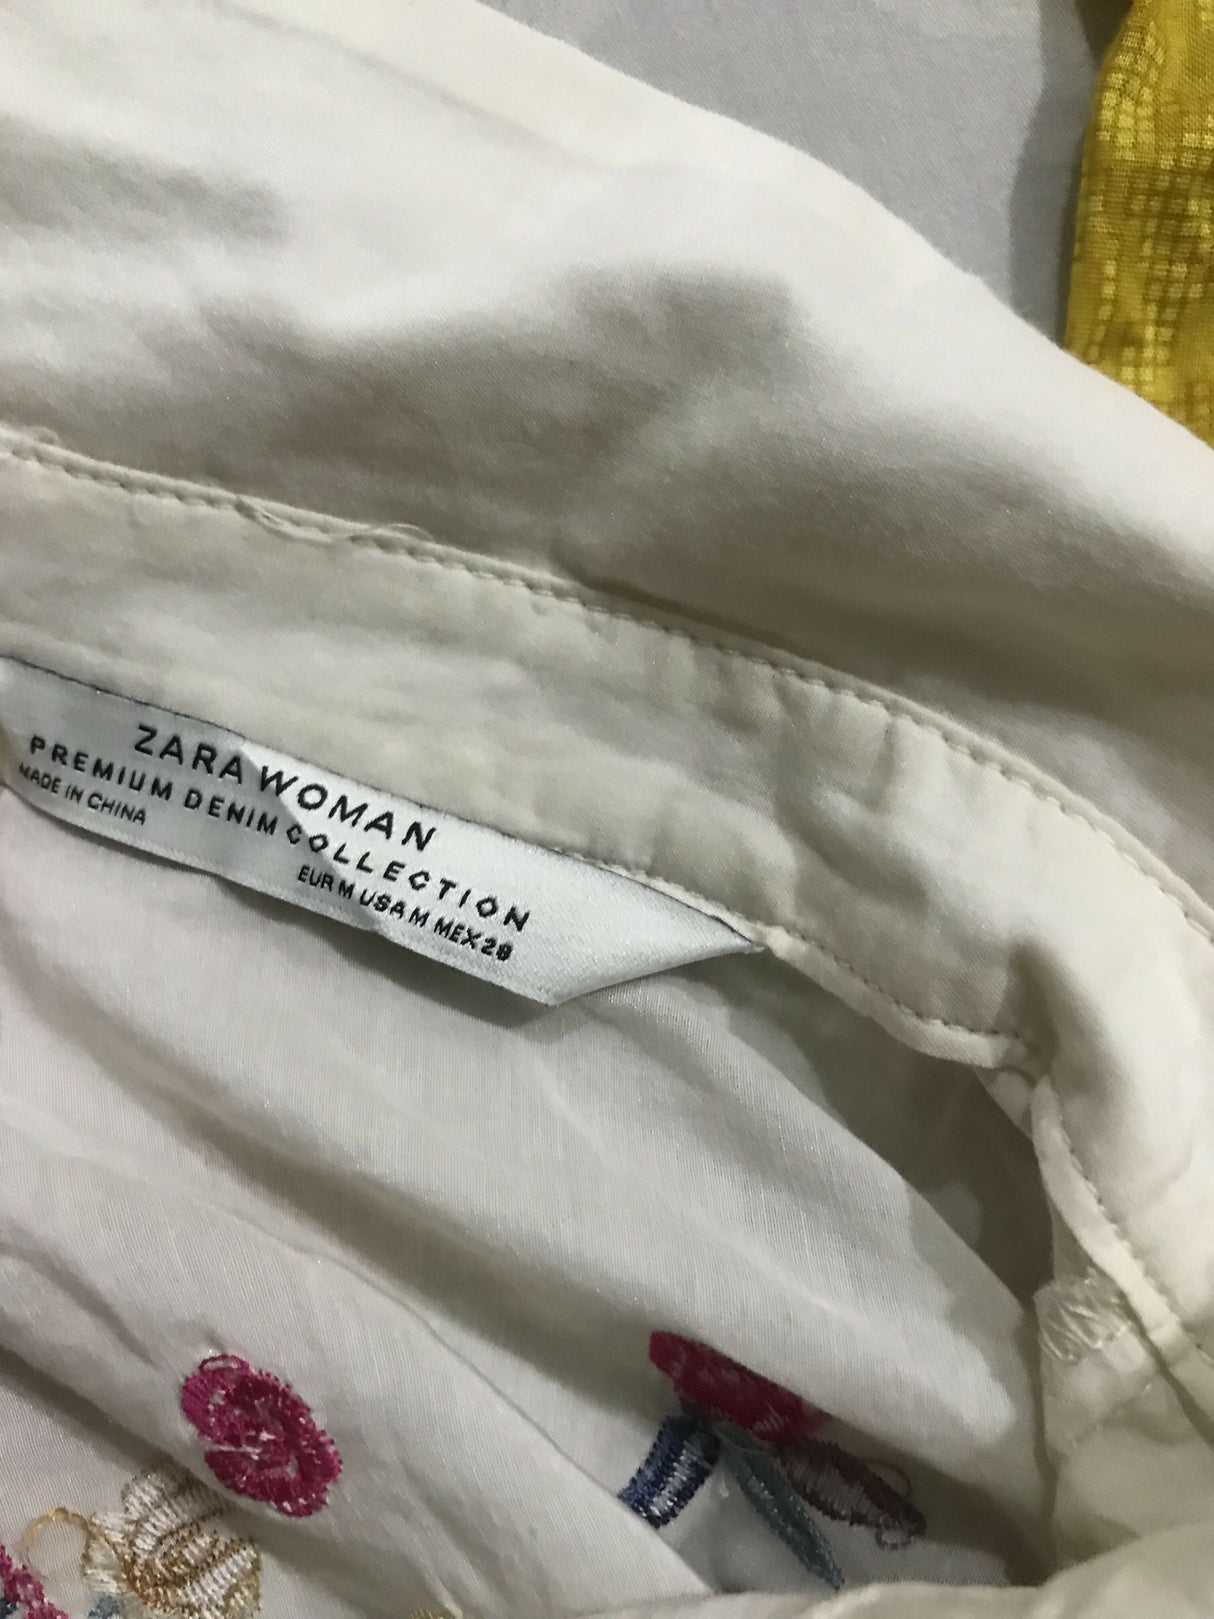 ZARA WOMAN
PREMIUM DENIM COLLECTION
MADE IN CHINA
EUR M USA M MEX 28